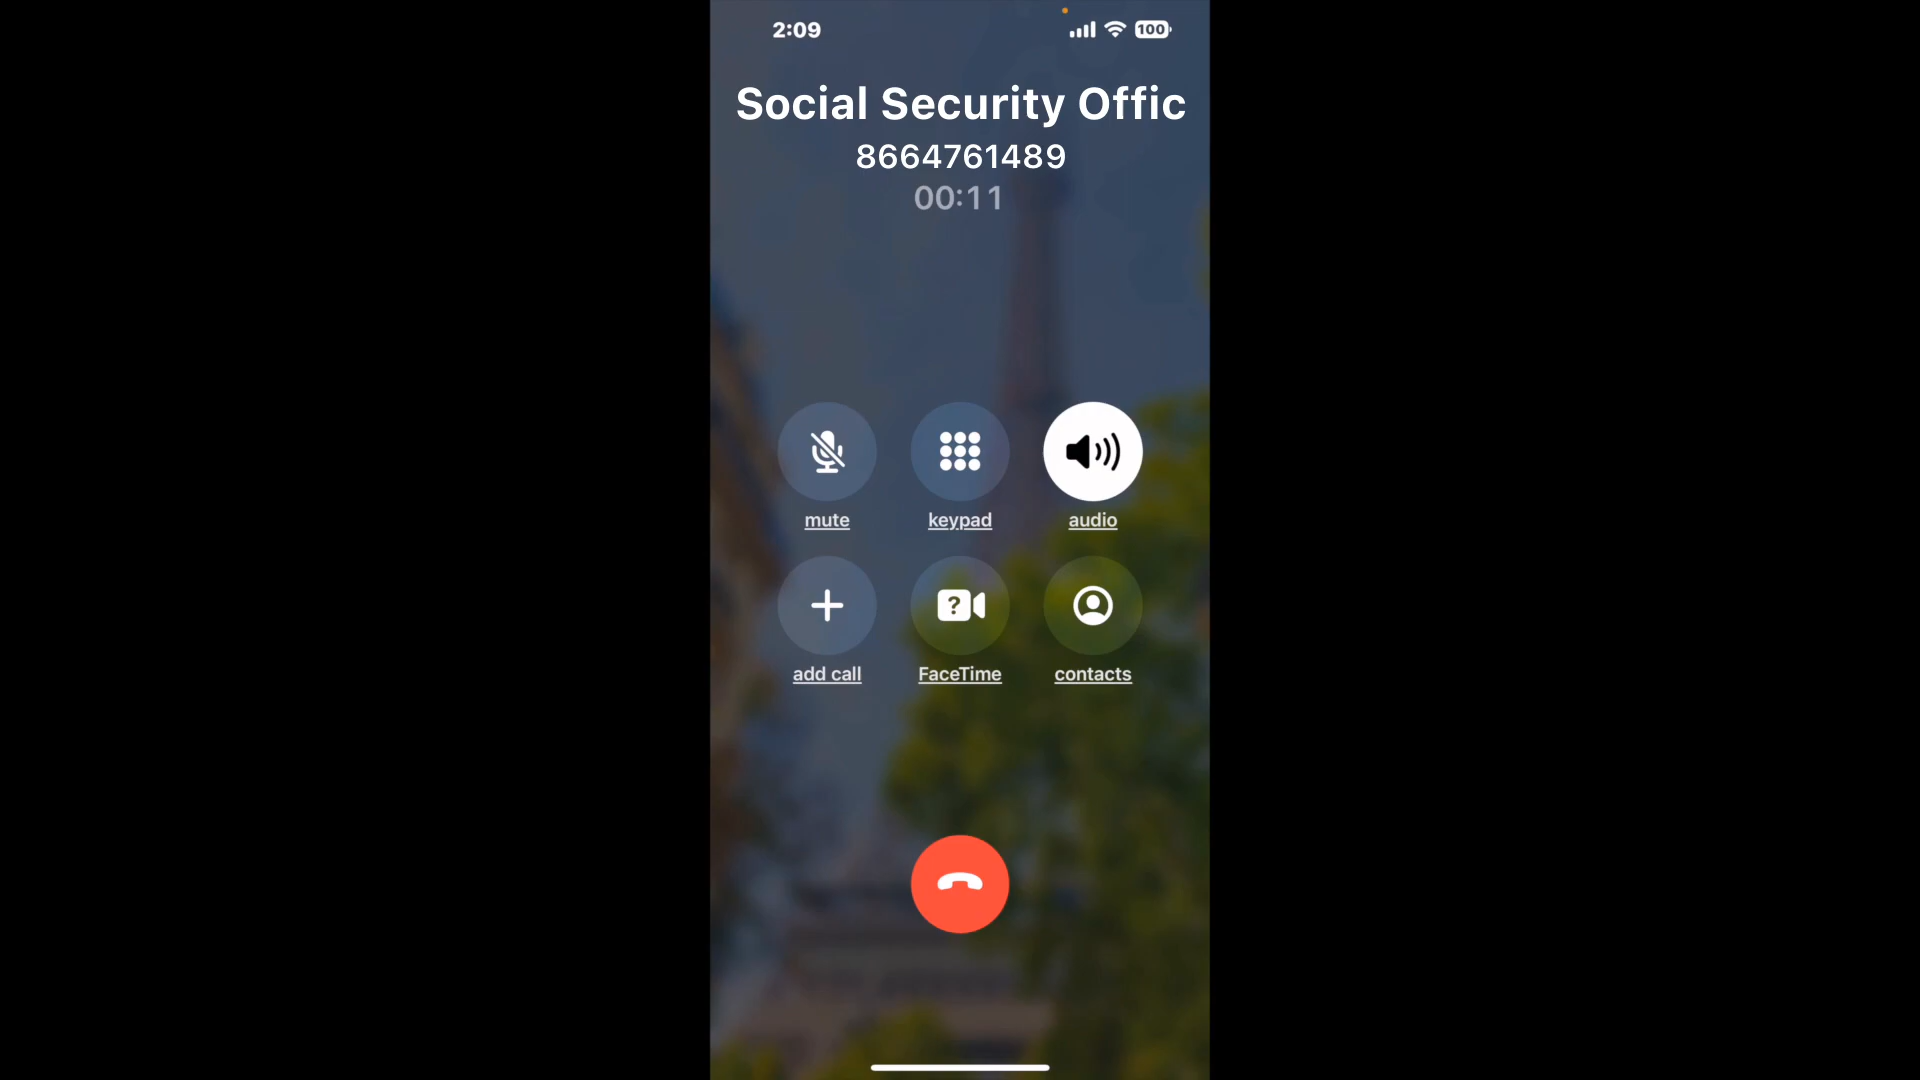 2:09
100
Social Security Offic
8664761489
00:11
mute
keypad
audio
?
add call
FaceTime
contacts